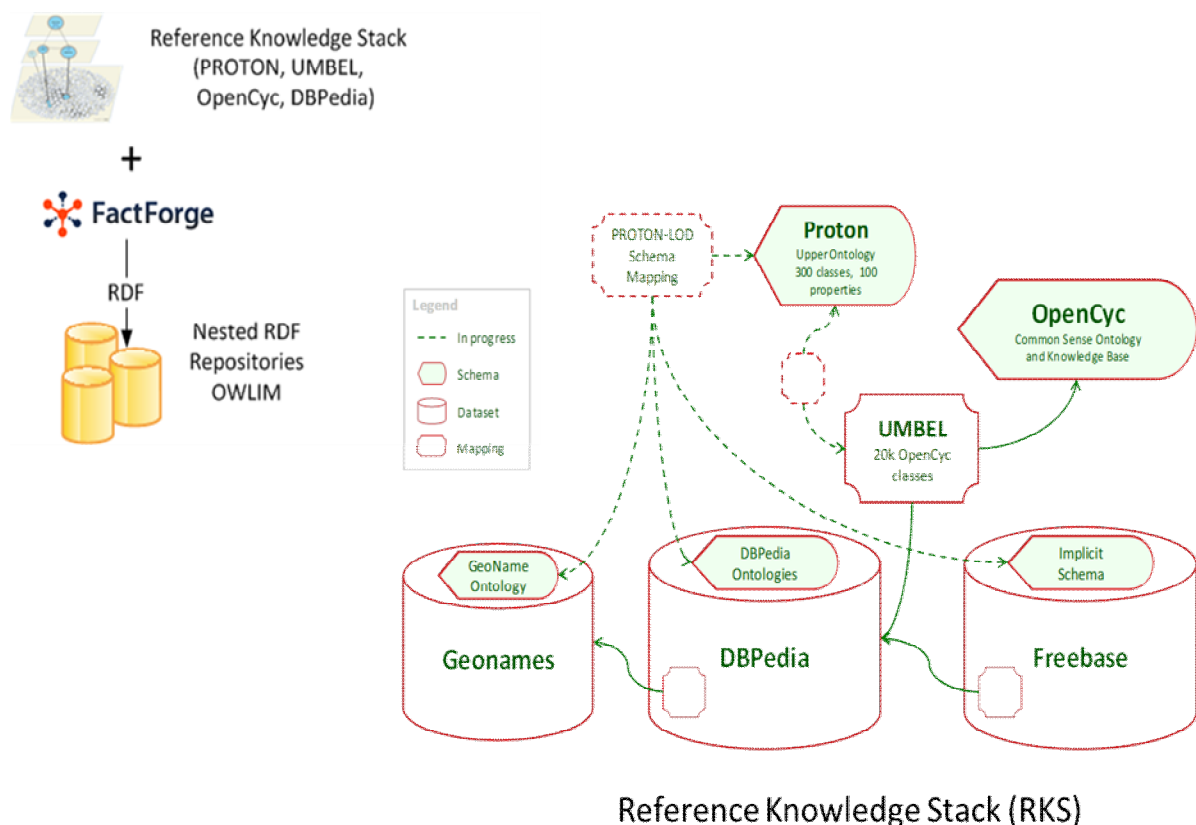 Reference Knowledge Stack
(PROTON, UMBEL,
OpenCyc, DBPedia)
+
FactForge
RDF
Nested RDF
Repositories
OWLIM
PROTON-LOD
Schema
Mapping
Proton
Upper Ontology
300 classes, 100
properties
Legend
In progress
Schema
Dataset
Mapping
OpenCyc
Common Sense Ontology
and Knowledge Base
UMBEL
20k OpenCyc
classes
GeoName
Ontology
DBPedia
Ontologies
Implicit
Schema
Geonames
DBPedia
Freebase
Reference Knowledge Stack (RKS)